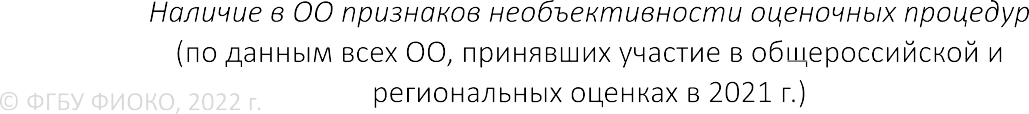 Наличие в ОО признаков необъективности оценочных процедур
(по данным всех ОО, принявших участие в общероссийской и
региональных оценках в 2021 г.)
© ФГБУ ФИОКО, 2022 г.